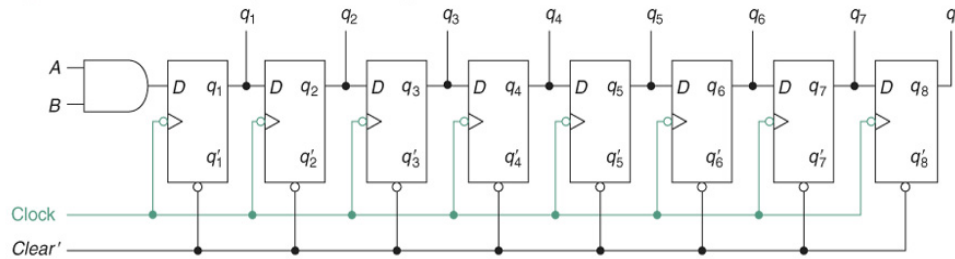 q1 q2 q3 q4 q5 q6 q7 q
A
B
D q1 D q2 D q3 D q4 D q5 D q6 D q7 D q8
q′1 q′2 q′3 q′4 q′5 q′6 q′7 q′8
Clock
Clear′